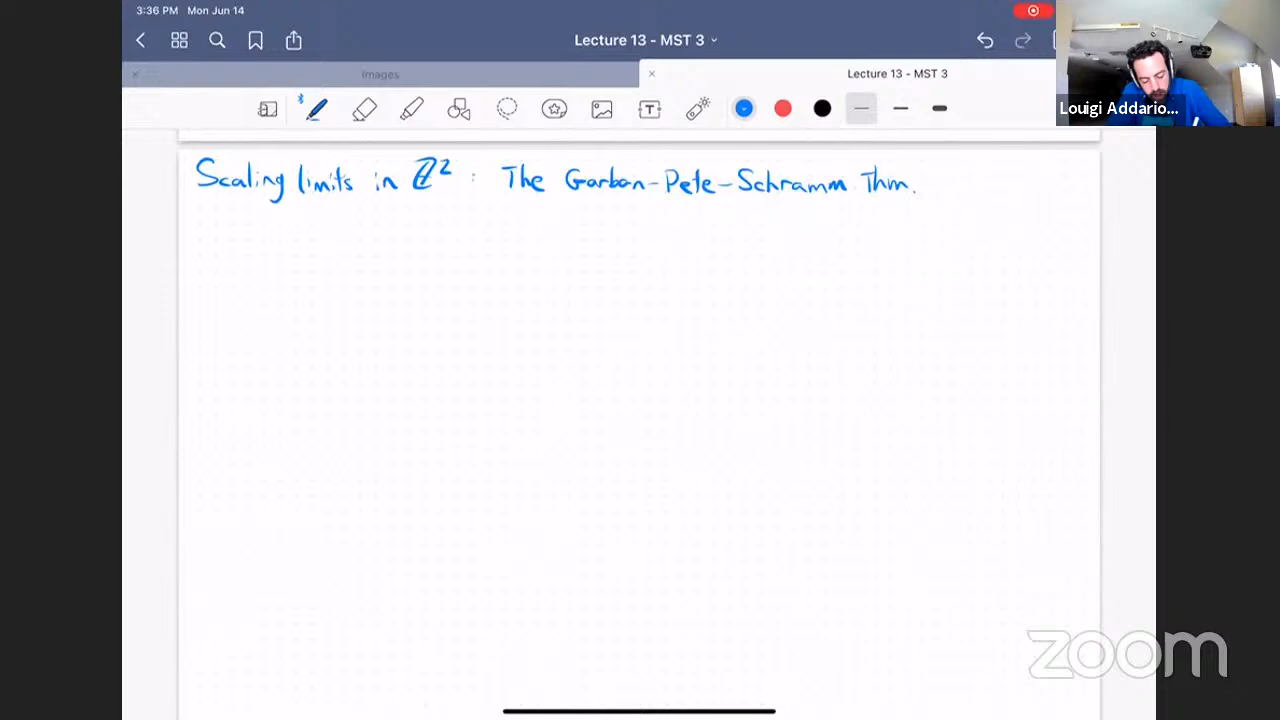 3:36 PM Mon Jun 14
Lecture 13 - MST 3
Images
Lecture 13 - MST 3
Louigi Addario...
Scaling limits in ℤ² : The Garban-Pete-Schramm Thm.
zoom